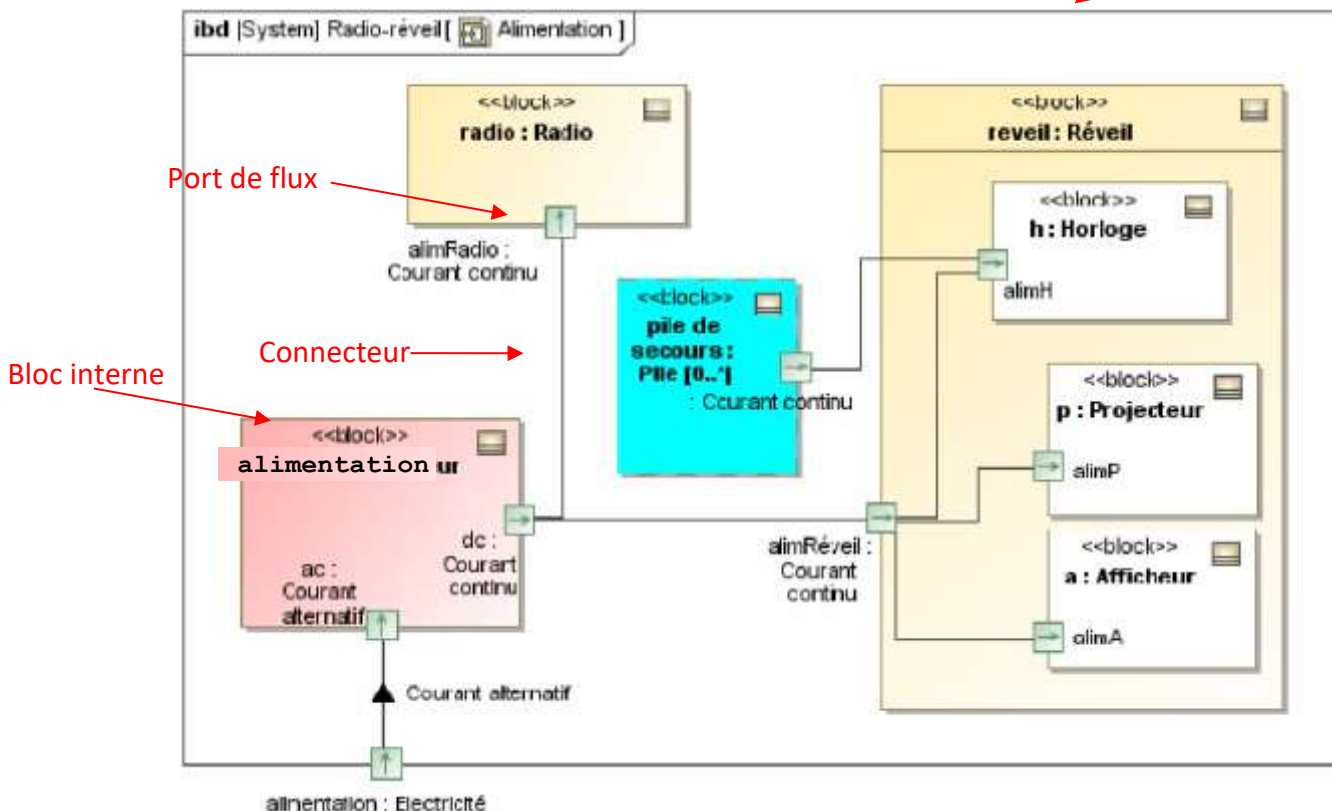 ibd [System] Radio-réveil[ Alimentation ]
<<block>>
radio : Radio
Port de flux
alimRadio :
Courant continu
<<block>>
reveil : Réveil
<<block>>
h : Horloge
alimH
<<block>>
pile de
secours :
Pile [0..*]
: Courant continu
Connecteur
Bloc interne
<<block>>
alimentation
ur
dc :
Courant
continu
ac :
Courant
alternatif
<<block>>
p : Projecteur
alimP
alimRéveil :
Courant
continu
<<block>>
a : Afficheur
alimA
Courant alternatif
alimentation : Electricité